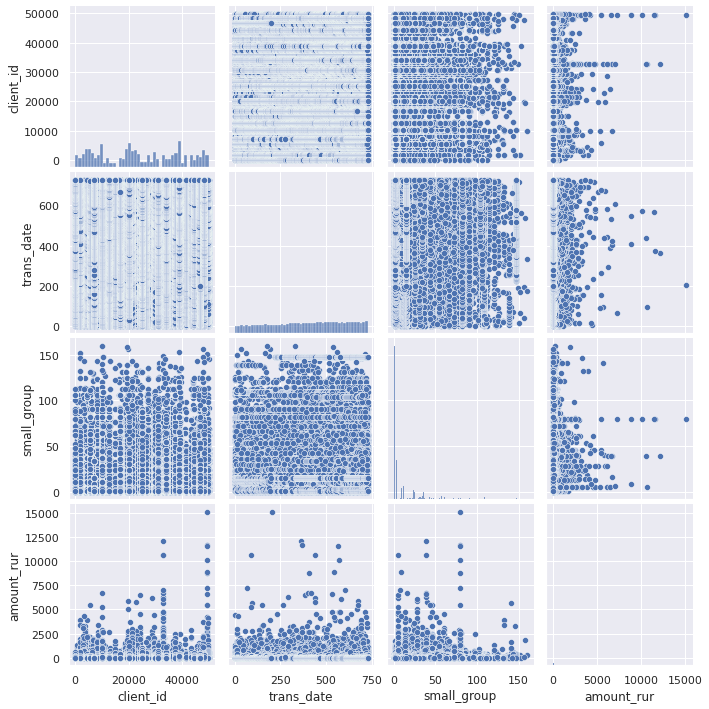 50000
40000
30000
20000
10000
0
client_id
600
400
200
0
trans_date
150
100
50
0
small_group
15000
12500
10000
7500
5000
2500
0
amount_rur
0 20000 40000
client_id
0 250 500 750
trans_date
0 50 100 150
small_group
0 5000 10000 15000
amount_rur